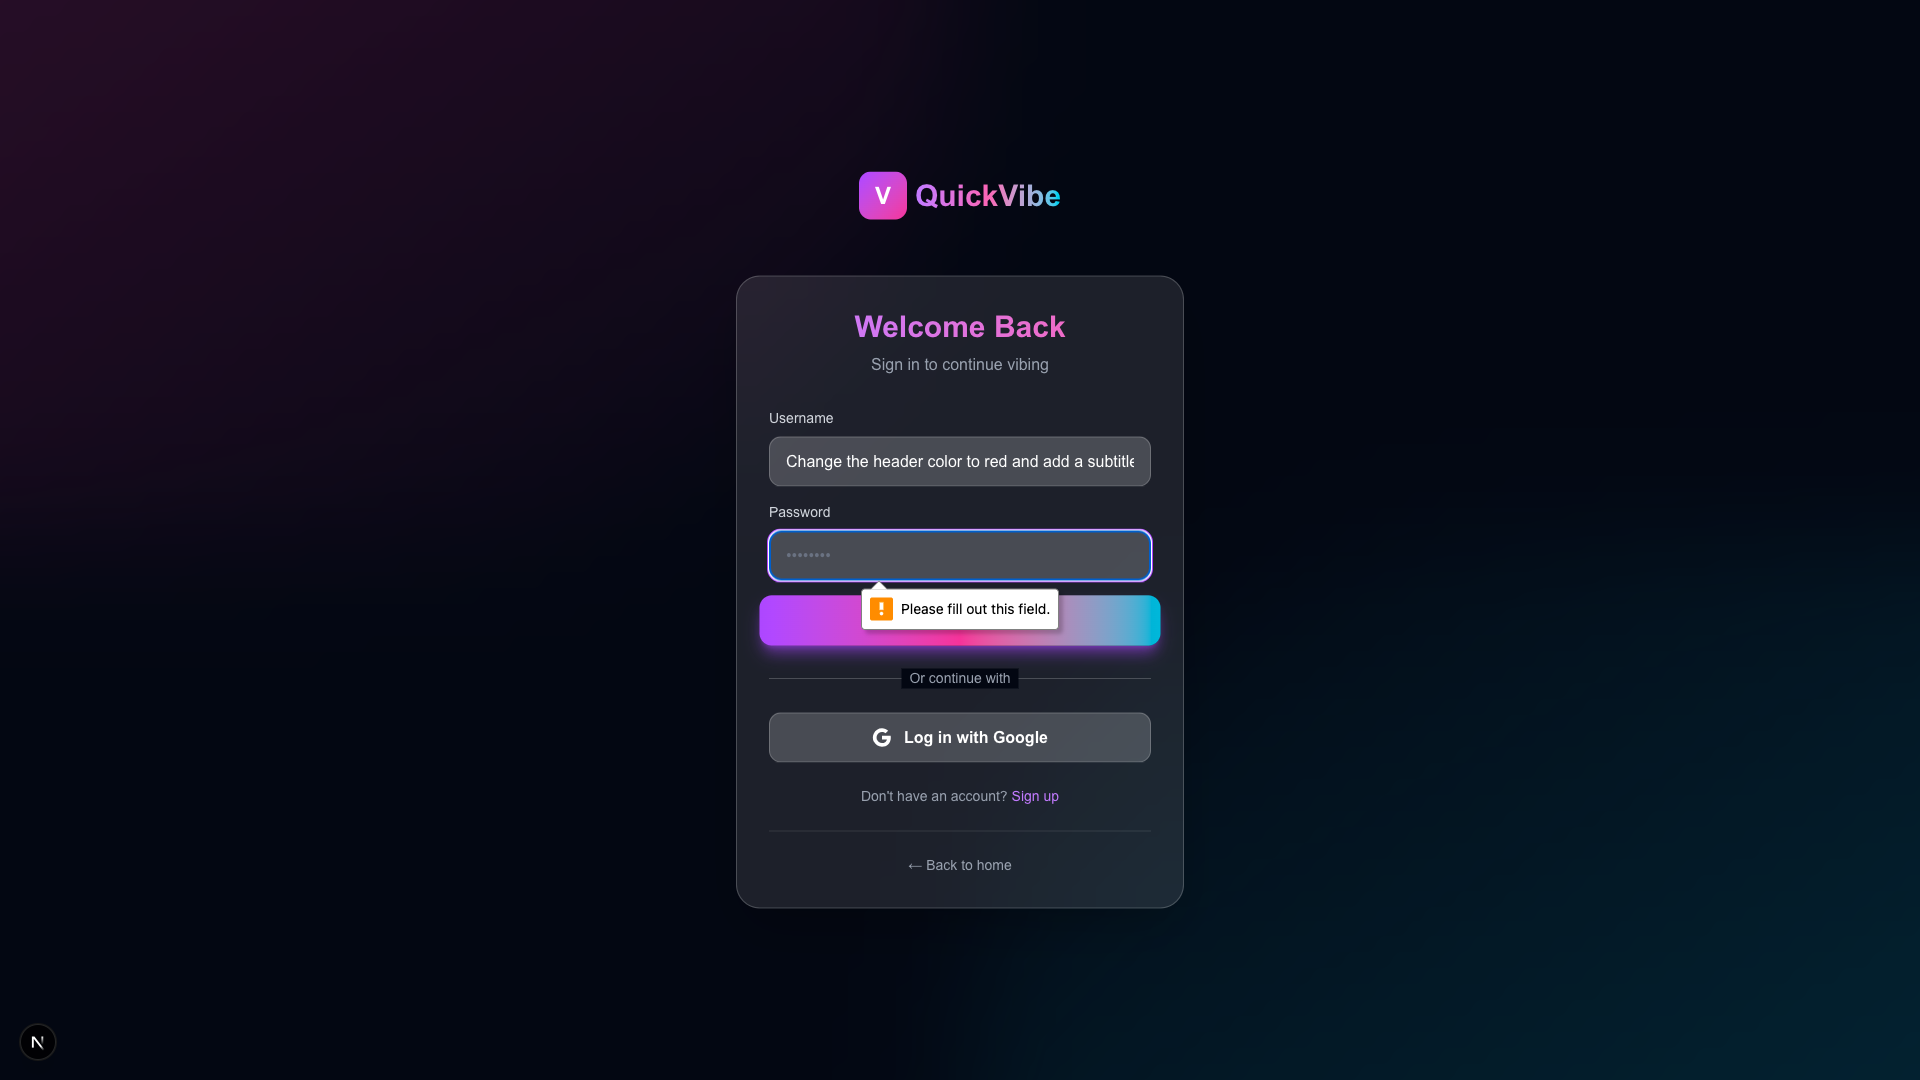 V QuickVibe
Welcome Back
Sign in to continue vibing
Username
Change the header color to red and add a subtitle
Password
••••••••
Please fill out this field.
Or continue with
G Log in with Google
Don't have an account? Sign up
← Back to home
N